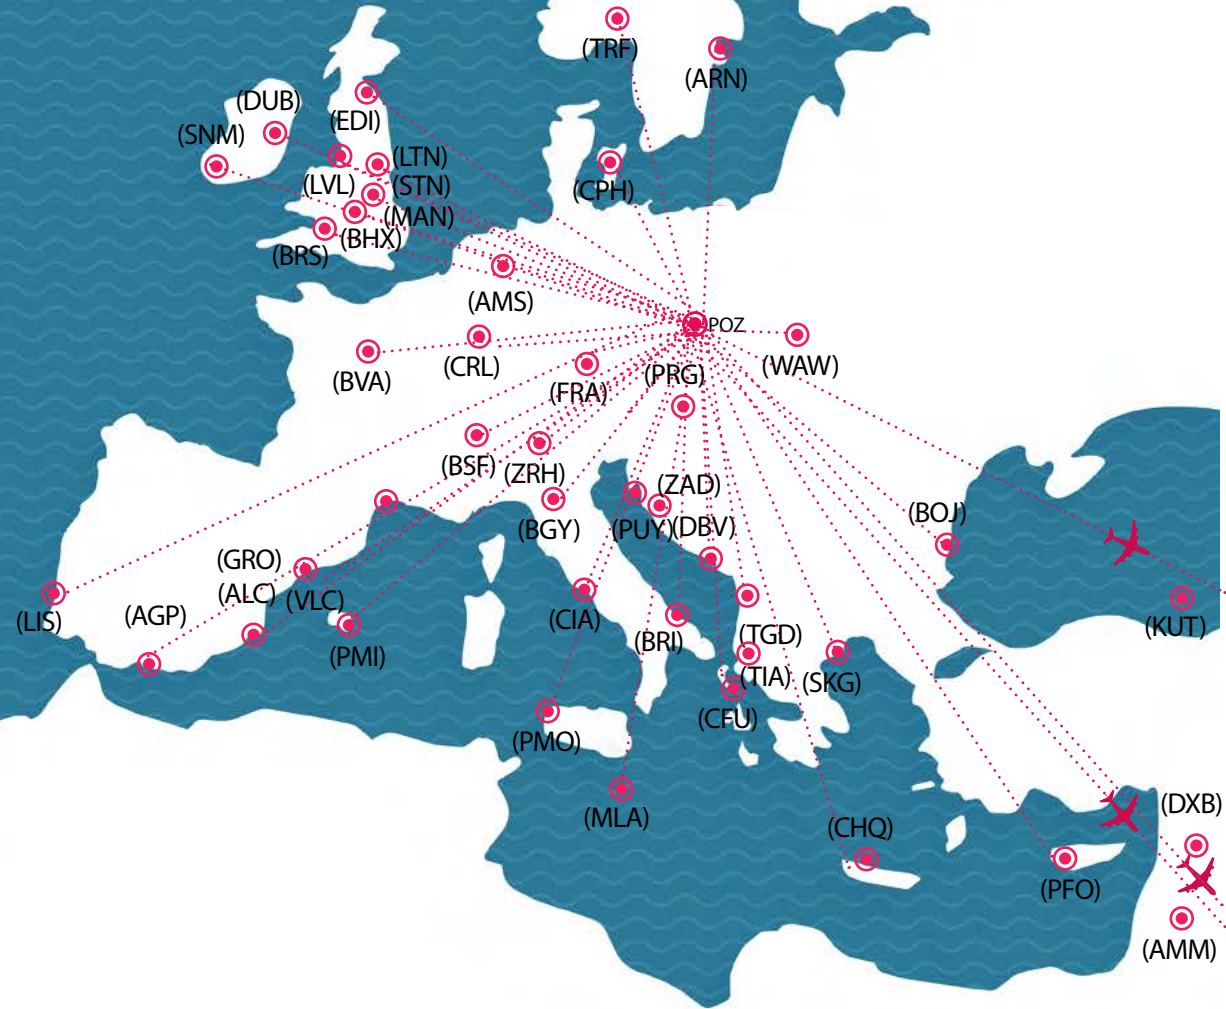 (TRF)
(ARN)
(DUB)
(EDI)
(SNM)
(LTN)
(LVL)
(STN)
(CPH)
(MAN)
(BHX)
(BRS)
(AMS)
POZ
(BVA)
(CRL)
(FRA)
(PRG)
(WAW)
(BSF)
(ZRH)
(ZAD)
(BGY)
(PUY)
(DBV)
(BOJ)
(GRO)
(ALC)
(VLC)
(LIS)
(AGP)
(CIA)
(KUT)
(BRI)
(TGD)
(PMI)
(TIA)
(SKG)
(CFU)
(PMO)
(MLA)
(DXB)
(CHQ)
(PFO)
(AMM)